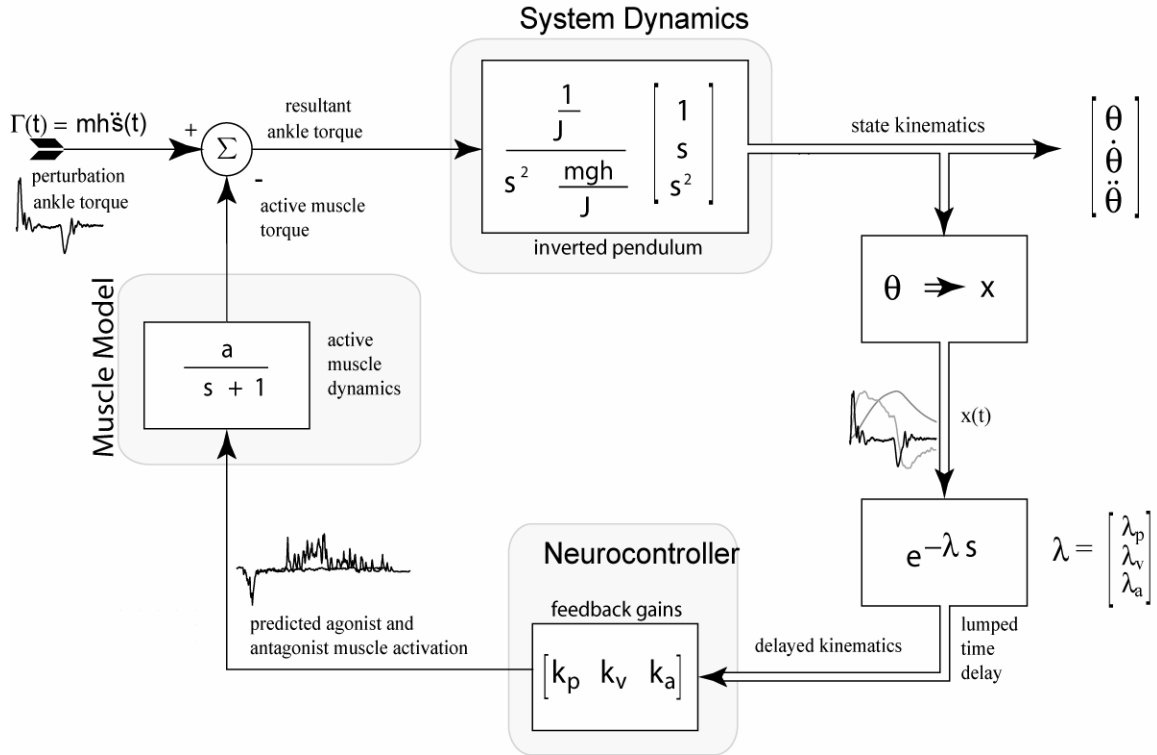 System Dynamics
Γ(t) = mhs̈(t)
+
Σ
-
perturbation
ankle torque
resultant
ankle torque
active muscle
torque
1
J
s² mgh
J
[1
s
s²]
inverted pendulum
state kinematics
[θ
θ̇
θ̈]
θ ⇒ x
x(t)
Muscle Model
a
s + 1
active
muscle
dynamics
e^{-λ s}
λ = [λp
λv
λa]
lumped
time
delay
delayed kinematics
Neurocontroller
feedback gains
[kp kv ka]
predicted agonist and
antagonist muscle activation